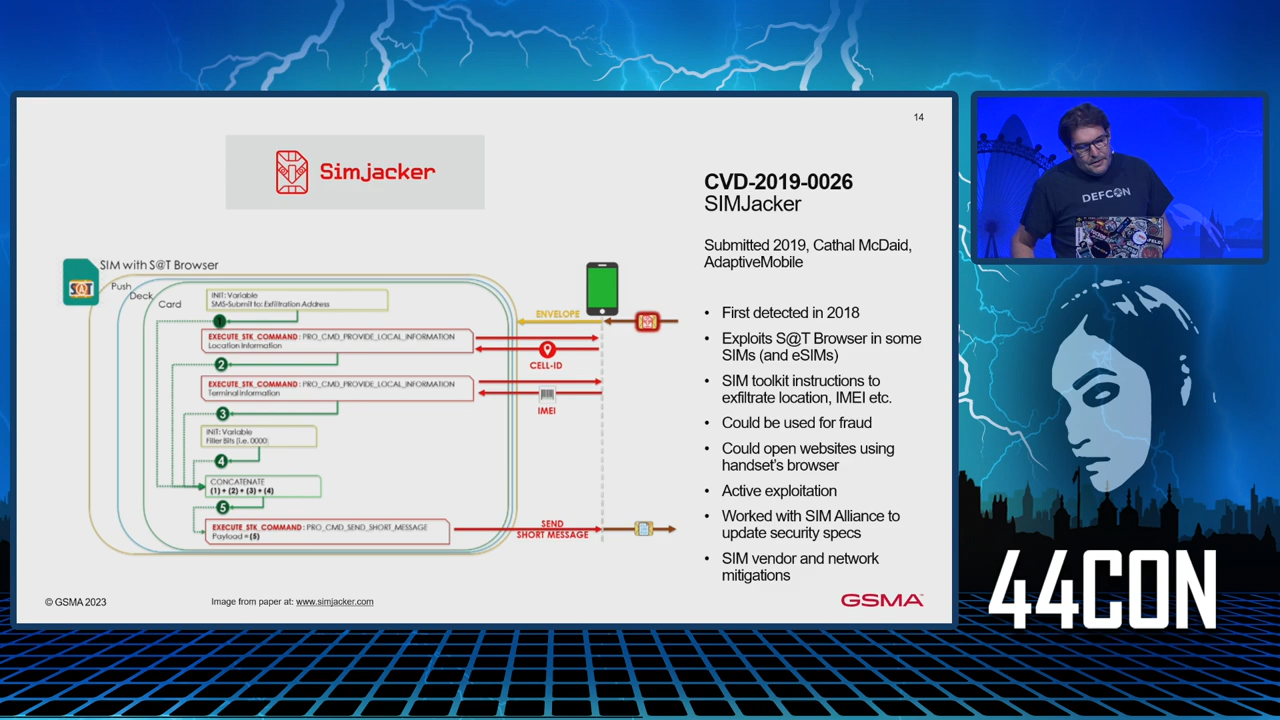 14
Simjacker
CVD-2019-0026
SIMJacker
Submitted 2019, Cathal McDaid,
AdaptiveMobile
• First detected in 2018
• Exploits S@T Browser in some
SIMs (and eSIMs)
• SIM toolkit instructions to
exfiltrate location, IMEI etc.
• Could be used for fraud
• Could open websites using
handset's browser
• Active exploitation
• Worked with SIM Alliance to
update security specs
• SIM vendor and network
mitigations
SIM with S@T Browser
S@T
Push
Deck
Card
INIT: Variable
SMS-Submit to: Exfiltration Address
ENVELOPE
1
EXECUTE_STK_COMMAND: PRO_CMD_PROVIDE_LOCAL_INFORMATION
Location Information
CELL-ID
2
EXECUTE_STK_COMMAND: PRO_CMD_PROVIDE_LOCAL_INFORMATION
Terminal Information
IMEI
3
INIT: Variable
Filler Bits (i.e. 0000)
4
CONCATENATE
(1) + (2) + (3) + (4)
5
EXECUTE_STK_COMMAND: PRO_CMD_SEND_SHORT_MESSAGE
Payload = (5)
SEND
SHORT MESSAGE
© GSMA 2023
Image from paper at: www.simjacker.com
GSMA
DEFCON
44CON